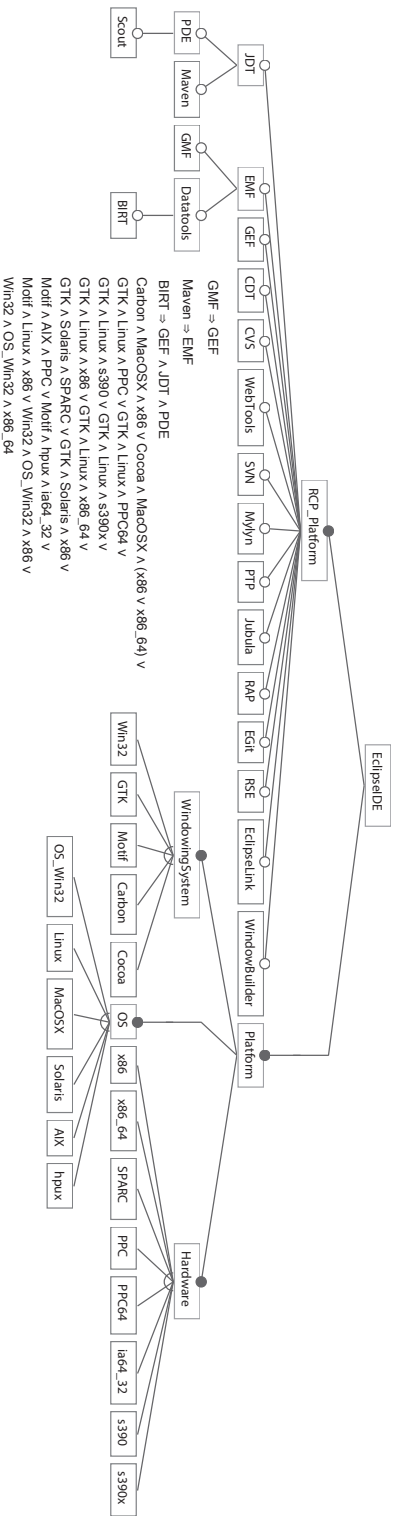 EclipseIDE
RCP_Platform
Platform
JDT
EMF
GEF
CDT
CVS
WebTools
SVN
Mylyn
PTP
Jubula
RAP
EGit
RSE
EclipseLink
WindowBuilder
PDE
Maven
GMF
Datatools
Scout
BIRT
WindowingSystem
OS
Hardware
Win32
GTK
Motif
Carbon
Cocoa
OS_Win32
Linux
MacOSX
Solaris
AIX
hpux
x86
x86_64
SPARC
PPC
PPC64
ia64_32
s390
s390x
GMF ⇒ GEF
Maven ⇒ EMF
BIRT ⇒ GEF ∧ JDT ∧ PDE
Carbon ∧ MacOSX ∧ x86 ∨ Cocoa ∧ MacOSX ∧ (x86 ∨ x86_64) ∨
GTK ∧ Linux ∧ PPC ∨ GTK ∧ Linux ∧ PPC64 ∨
GTK ∧ Linux ∧ s390 ∨ GTK ∧ Linux ∧ s390x ∨
GTK ∧ Linux ∧ x86 ∨ GTK ∧ Linux ∧ x86_64 ∨
GTK ∧ Solaris ∧ SPARC ∨ GTK ∧ Solaris ∧ x86 ∨
Motif ∧ AIX ∧ PPC ∨ Motif ∧ hpux ∧ ia64_32 ∨
Motif ∧ Linux ∧ x86 ∨ Win32 ∧ OS_Win32 ∧ x86 ∨
Win32 ∧ OS_Win32 ∧ x86_64